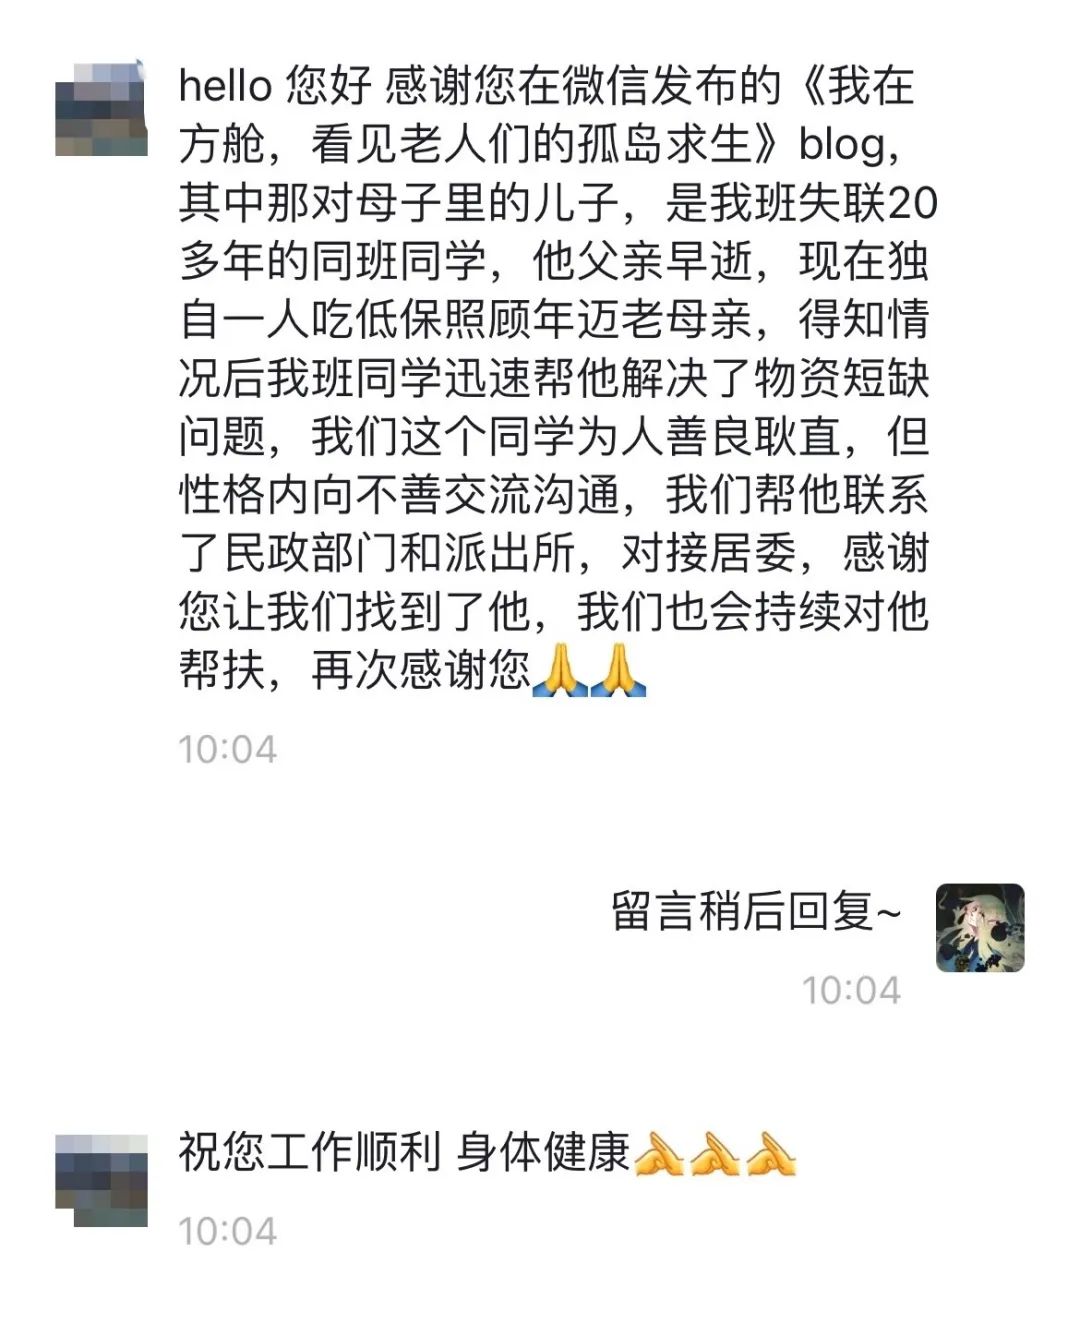 hello 您好 感谢您在微信发布的《我在
方舱，看见老人们的孤岛求生》blog,
其中那对母子里的儿子，是我班失联20
多年的同班同学，他父亲早逝，现在独
自一人吃低保照顾年迈老母亲，得知情
况后我班同学迅速帮他解决了物资短缺
问题，我们这个同学为人善良耿直，但
性格内向不善交流沟通，我们帮他联系
了民政部门和派出所，对接居委，感谢
您让我们找到了他，我们也会持续对他
帮扶，再次感谢您🙏🙏
10:04
留言稍后回复~
10:04
祝您工作顺利 身体健康
10:04